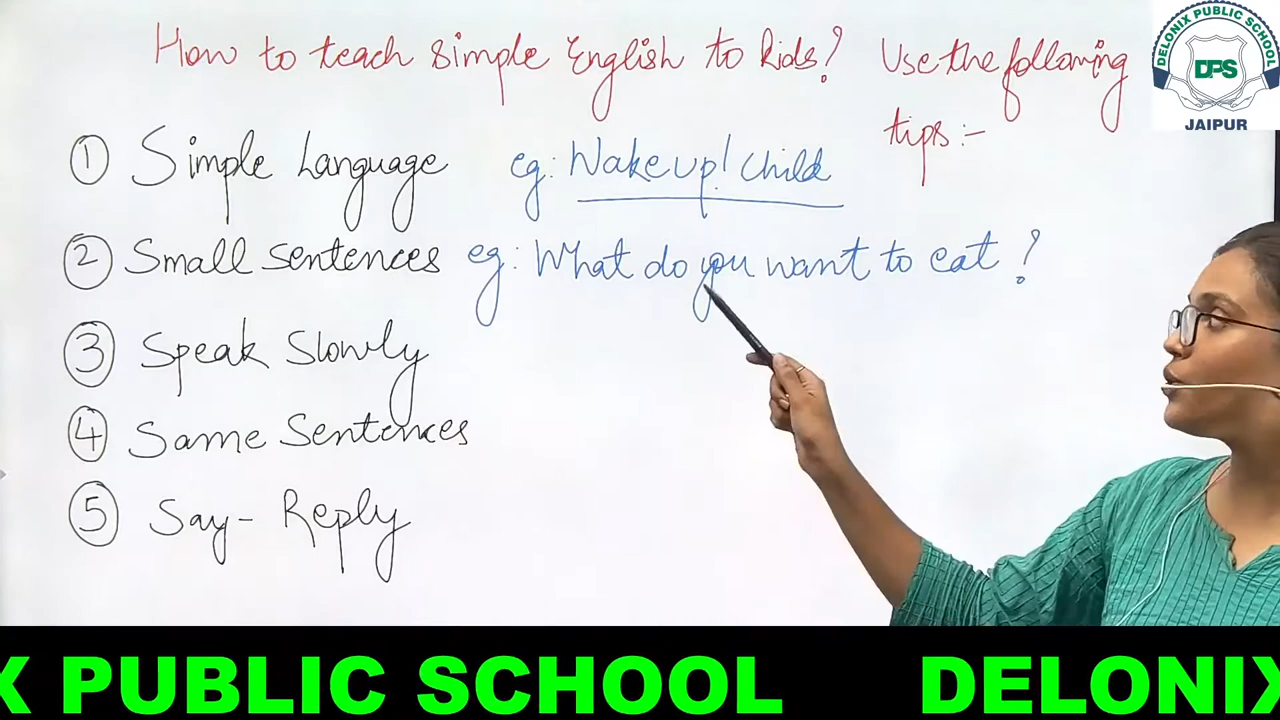 How to teach simple English to kids? Use the following
tips:-
① Simple Language eg: Wake up! Child
② Small sentences eg: What do you want to eat?
③ Speak Slowly
④ Same Sentences
⑤ Say - Reply
DELONIX PUBLIC SCHOOL
DPS
JAIPUR
X PUBLIC SCHOOL DELONIX